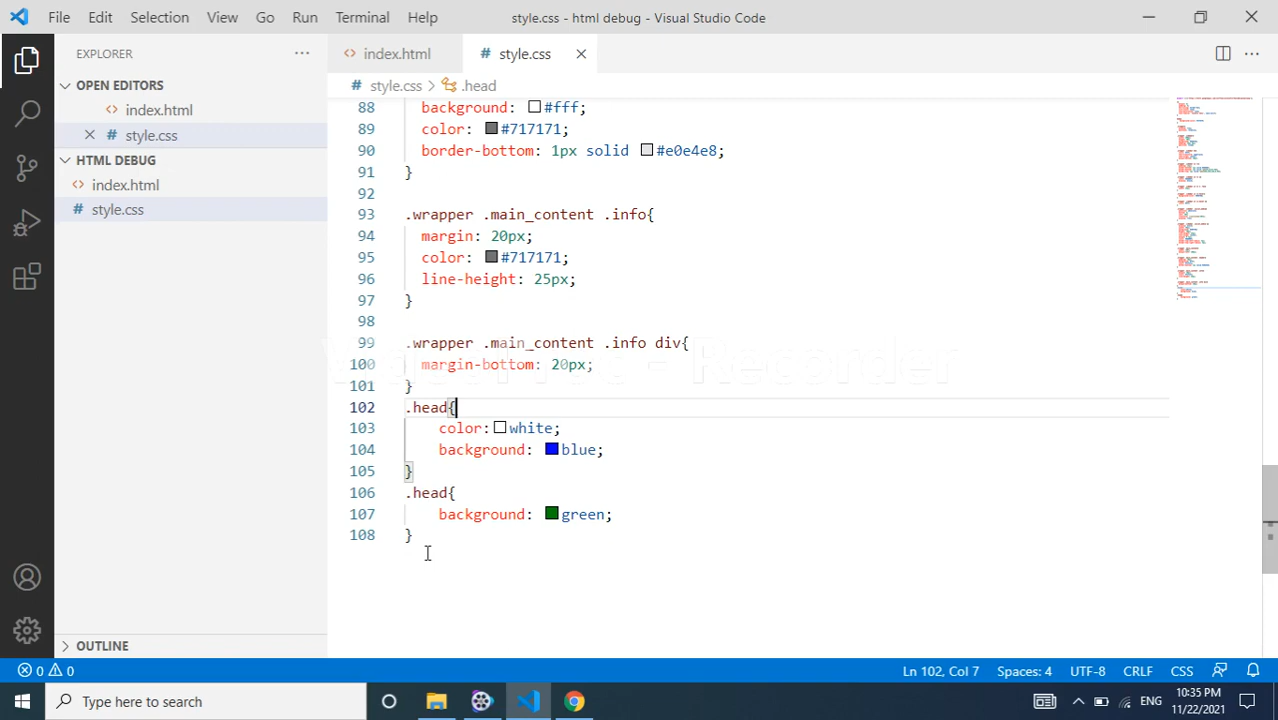 File Edit Selection View Go Run Terminal Help style.css - html debug - Visual Studio Code
EXPLORER
index.html
style.css
OPEN EDITORS
style.css > .head
index.html
style.css
HTML DEBUG
index.html
style.css
88 background: #fff;
89 color: #717171;
90 border-bottom: 1px solid #e0e4e8;
91 }
92
93 .wrapper .main_content .info{
94 margin: 20px;
95 color: #717171;
96 line-height: 25px;
97 }
98
99 .wrapper .main_content .info div{
100 margin-bottom: 20px;
101 }
102 .head{
103 color: white;
104 background: blue;
105 }
106 .head{
107 background: green;
108 }
Recorder
OUTLINE
0 0 Ln 102, Col 7 Spaces: 4 UTF-8 CRLF CSS
Type here to search
ENG
10:35 PM
11/22/2021